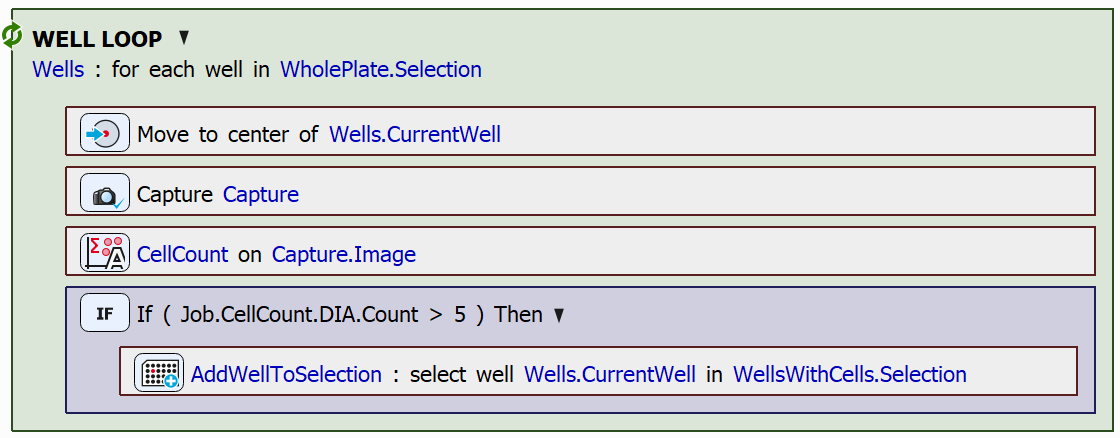 WELL LOOP ▼
Wells : for each well in WholePlate.Selection
Move to center of Wells.CurrentWell
Capture Capture
CellCount on Capture.Image
IF If ( Job.CellCount.DIA.Count > 5 ) Then ▼
AddWellToSelection : select well Wells.CurrentWell in WellsWithCells.Selection